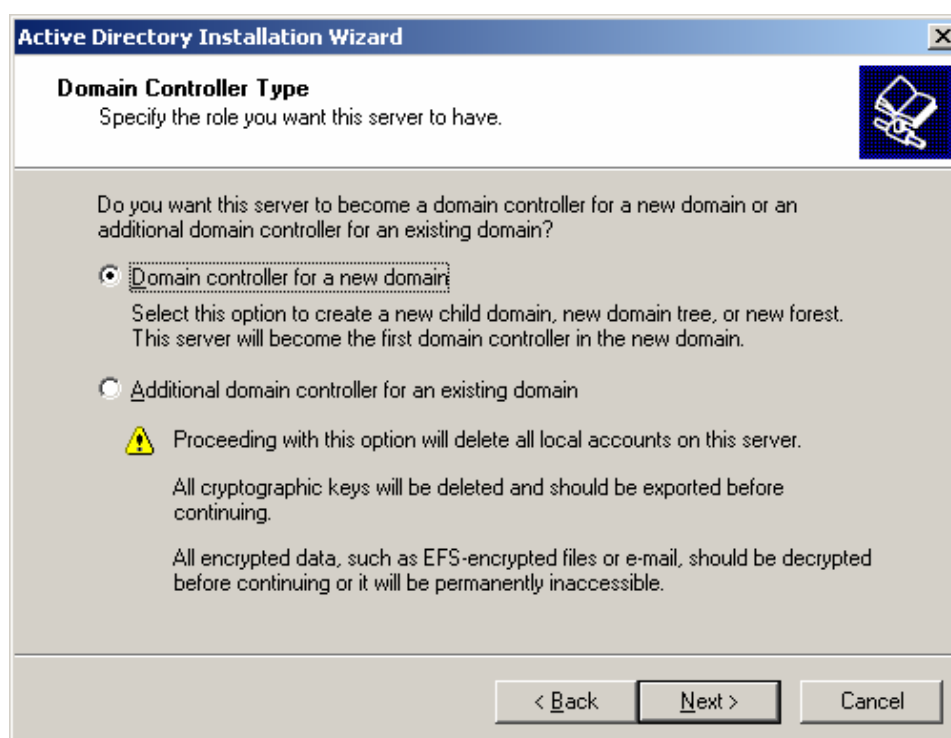 Active Directory Installation Wizard
Domain Controller Type
Specify the role you want this server to have.
Do you want this server to become a domain controller for a new domain or an
additional domain controller for an existing domain?
Domain controller for a new domain
Select this option to create a new child domain, new domain tree, or new forest.
This server will become the first domain controller in the new domain.
Additional domain controller for an existing domain
Proceeding with this option will delete all local accounts on this server.
All cryptographic keys will be deleted and should be exported before
continuing.
All encrypted data, such as EFS-encrypted files or e-mail, should be decrypted
before continuing or it will be permanently inaccessible.
< Back Next > Cancel